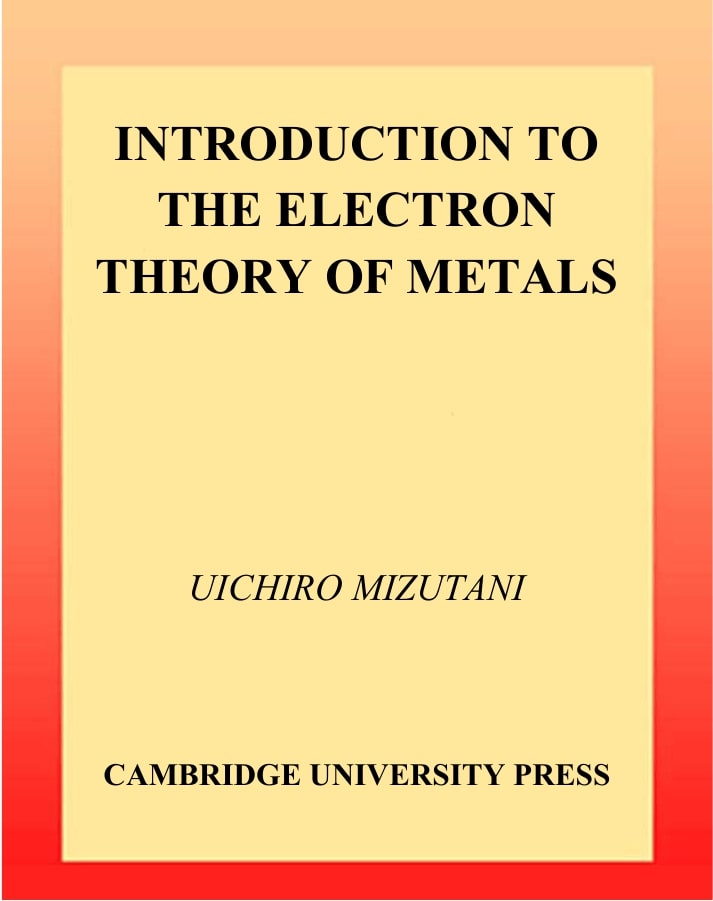 INTRODUCTION TO
THE ELECTRON
THEORY OF METALS
UICHIRO MIZUTANI
CAMBRIDGE UNIVERSITY PRESS